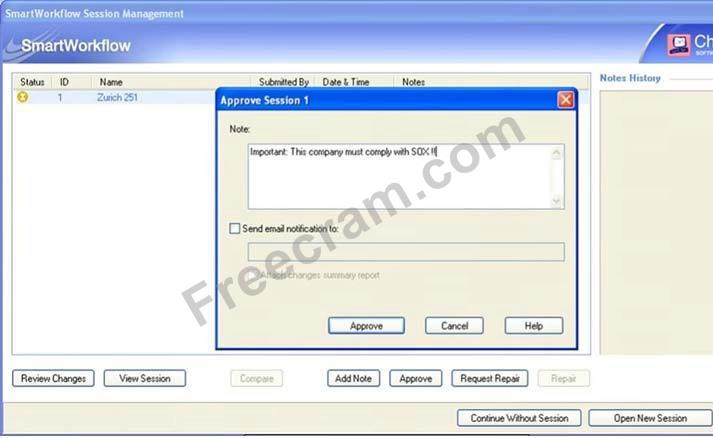 SmartWorkflow Session Management
SmartWorkflow
Ch
Status ID Name Submitted By Date & Time Notes
1 Zurich 251
Notes History
Approve Session 1
Note:
Important: This company must comply with SOX !!
Send email notification to:
Attach changes summary report
Approve Cancel Help
Review Changes View Session Compare Add Note Approve Request Repair Repair
Continue Without Session Open New Session
Freecram.com